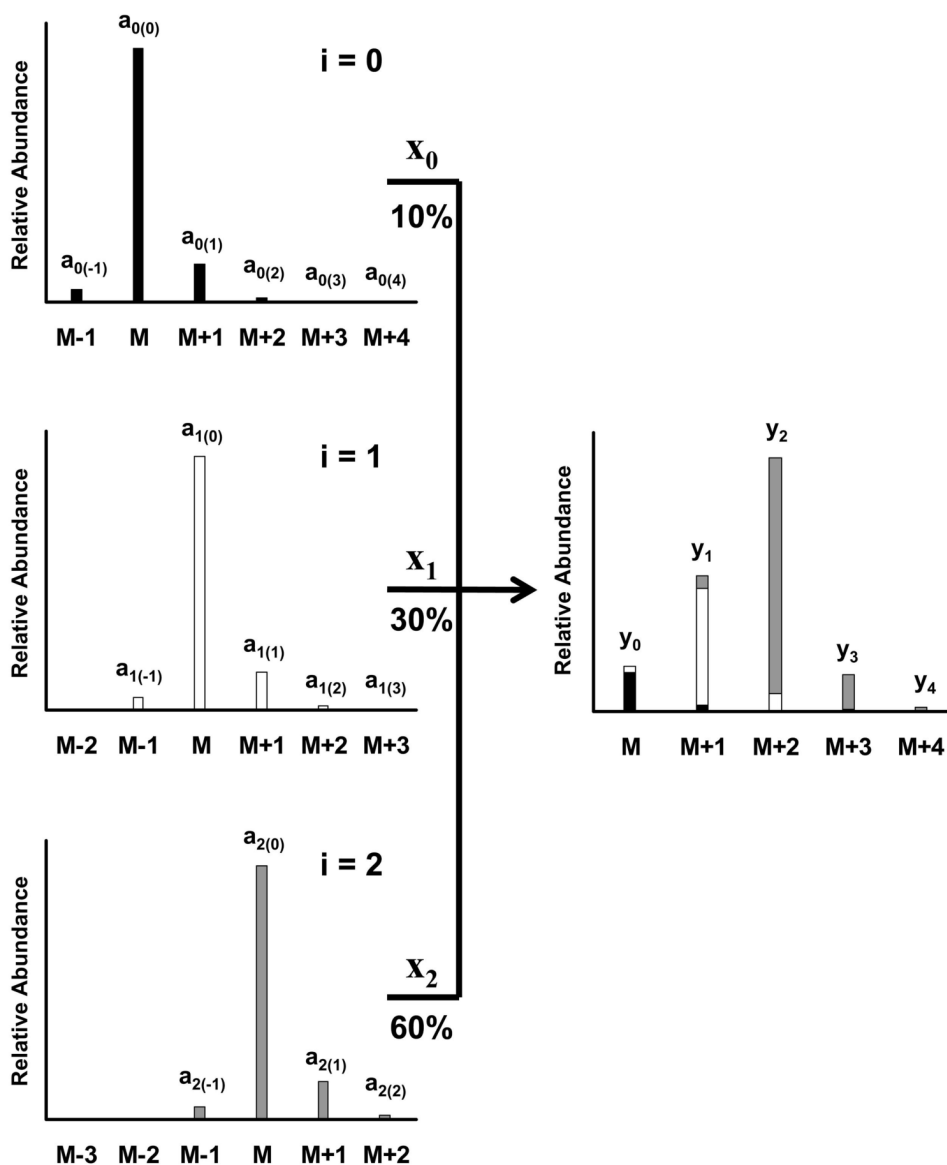 a0(0)
i = 0
Relative Abundance
a0(-1)
a0(1)
a0(2)
a0(3)
a0(4)
M-1 M M+1 M+2 M+3 M+4
x0
10%
a1(0)
i = 1
Relative Abundance
a1(-1)
a1(1)
a1(2)
a1(3)
M-2 M-1 M M+1 M+2 M+3
x1
30%
a2(0)
i = 2
Relative Abundance
a2(-1)
a2(1)
a2(2)
M-3 M-2 M-1 M M+1 M+2
x2
60%
Relative Abundance
y0
y1
y2
y3
y4
M M+1 M+2 M+3 M+4